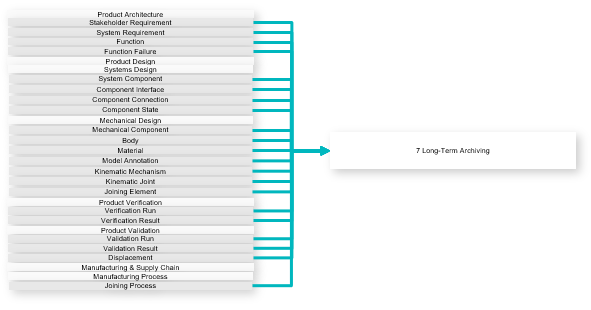 Product Architecture
Stakeholder Requirement
System Requirement
Function
Function Failure
Product Design
Systems Design
System Component
Component Interface
Component Connection
Component State
Mechanical Design
Mechanical Component
Body
Material
Model Annotation
Kinematic Mechanism
Kinematic Joint
Joining Element
Product Verification
Verification Run
Verification Result
Product Validation
Validation Run
Validation Result
Displacement
Manufacturing & Supply Chain
Manufacturing Process
Joining Process
7 Long-Term Archiving